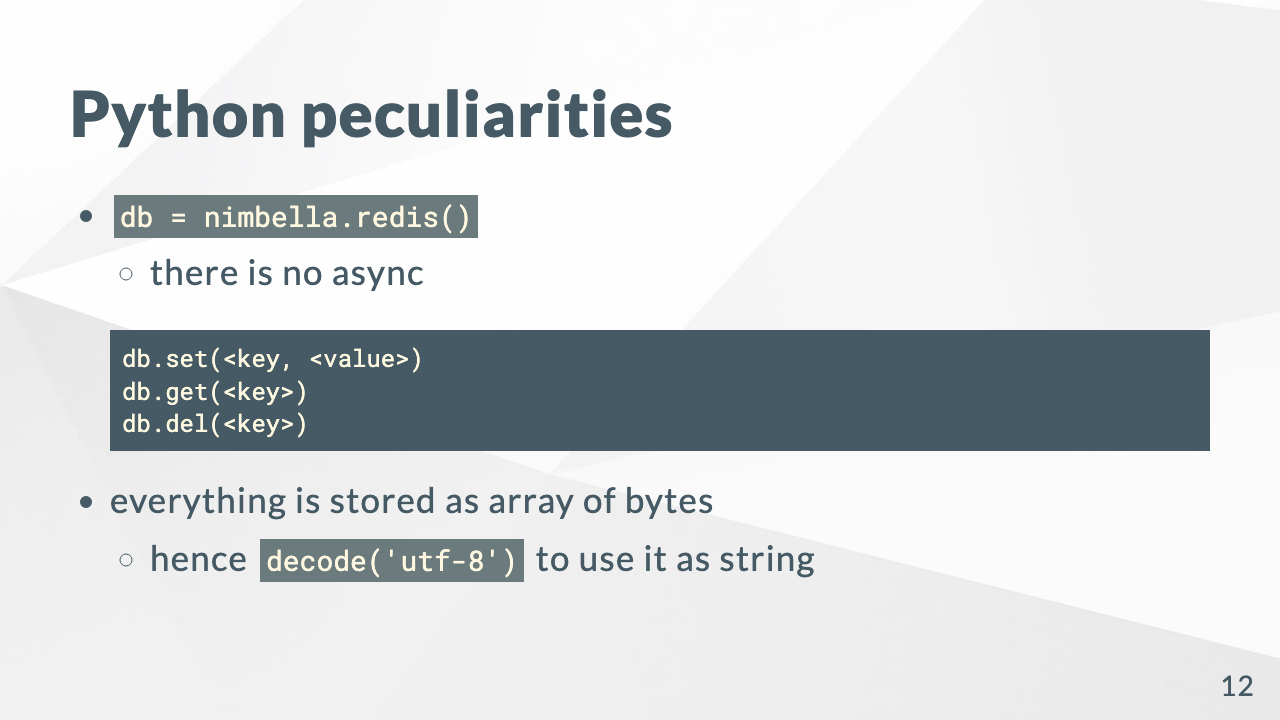 Python peculiarities
db = nimbella.redis()
there is no async
db.set(<key, <value>)
db.get(<key>)
db.del(<key>)
everything is stored as array of bytes
hence decode('utf-8') to use it as string
12